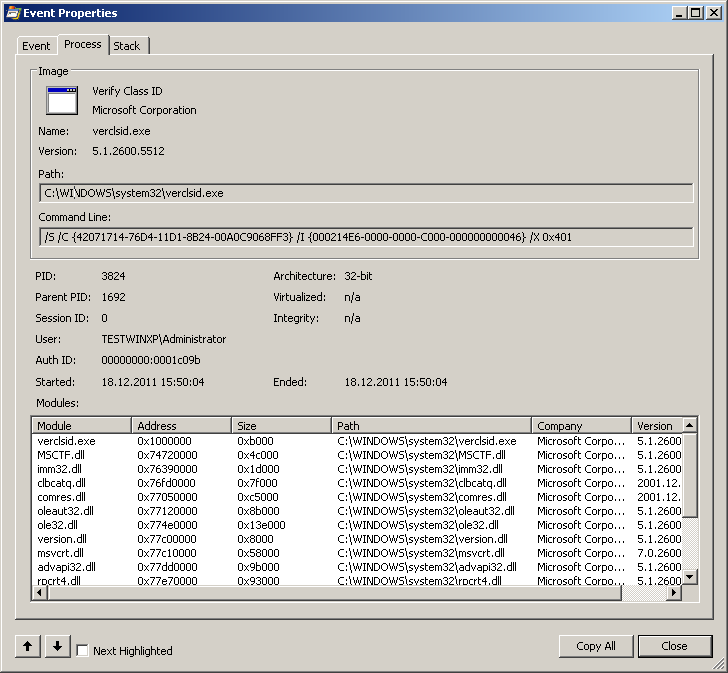 Event Properties
Event Process Stack
Image
Verify Class ID
Microsoft Corporation
Name: verclsid.exe
Version: 5.1.2600.5512
Path:
C:\WINDOWS\system32\verclsid.exe
Command Line:
/S /C {42071714-76D4-11D1-8B24-00A0C9068FF3} /I {000214E6-0000-0000-C000-000000000046} /X 0x401
PID: 3824 Architecture: 32-bit
Parent PID: 1692 Virtualized: n/a
Session ID: 0 Integrity: n/a
User: TESTWINXP\Administrator
Auth ID: 00000000:0001c09b
Started: 18.12.2011 15:50:04 Ended: 18.12.2011 15:50:04
Modules:
Module Address Size Path Company Version
verclsid.exe 0x1000000 0xb000 C:\WINDOWS\system32\verclsid.exe Microsoft Corpo... 5.1.2600
MSCTF.dll 0x74720000 0x4c000 C:\WINDOWS\system32\MSCTF.dll Microsoft Corpo... 5.1.2600
imm32.dll 0x76390000 0x1d000 C:\WINDOWS\system32\imm32.dll Microsoft Corpo... 5.1.2600
clbcatq.dll 0x76fd0000 0x7f000 C:\WINDOWS\system32\clbcatq.dll Microsoft Corpo... 2001.12.
comres.dll 0x77050000 0xc5000 C:\WINDOWS\system32\comres.dll Microsoft Corpo... 2001.12.
oleaut32.dll 0x77120000 0x8b000 C:\WINDOWS\system32\oleaut32.dll Microsoft Corpo... 5.1.2600
ole32.dll 0x774e0000 0x13e000 C:\WINDOWS\system32\ole32.dll Microsoft Corpo... 5.1.2600
version.dll 0x77c00000 0x8000 C:\WINDOWS\system32\version.dll Microsoft Corpo... 5.1.2600
msvcrt.dll 0x77c10000 0x58000 C:\WINDOWS\system32\msvcrt.dll Microsoft Corpo... 7.0.2600
advapi32.dll 0x77dd0000 0x9b000 C:\WINDOWS\system32\advapi32.dll Microsoft Corpo... 5.1.2600
rpcrt4.dll 0x77e70000 0x93000 C:\WINDOWS\system32\rpcrt4.dll Microsoft Corpo... 5.1.2600
Next Highlighted Copy All Close